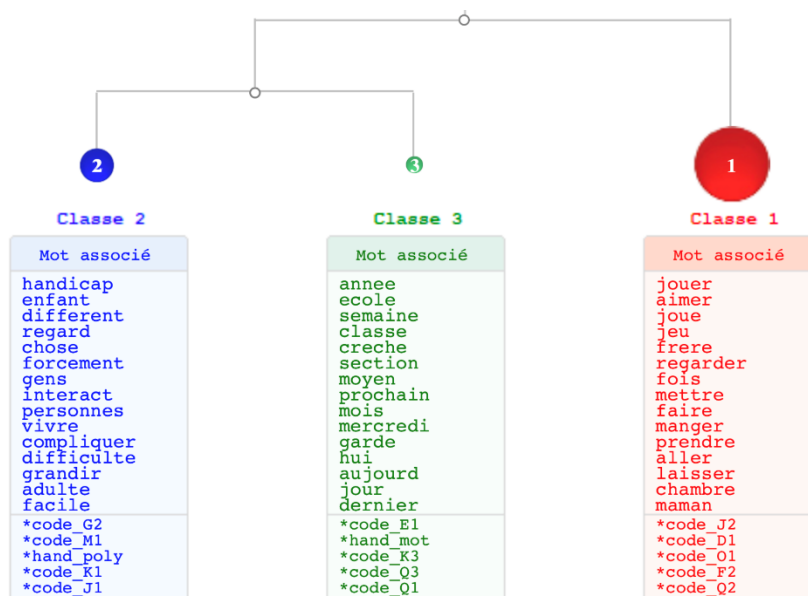 2
3
1
Classe 2
Classe 3
Classe 1
Mot associé
handicap
enfant
different
regard
chose
forcement
gens
interact
personnes
vivre
compliquer
difficulte
grandir
adulte
facile
*code_G2
*code_M1
*hand_poly
*code_K1
*code_J1
Mot associé
annee
ecole
semaine
classe
creche
section
moyen
prochain
mois
mercredi
garde
hui
aujourd
jour
dernier
*code_E1
*hand_mot
*code_K3
*code_Q3
*code_Q1
Mot associé
jouer
aimer
joue
jeu
frere
regarder
fois
mettre
faire
manger
prendre
aller
laisser
chambre
maman
*code_J2
*code_D1
*code_O1
*code_F2
*code_Q2